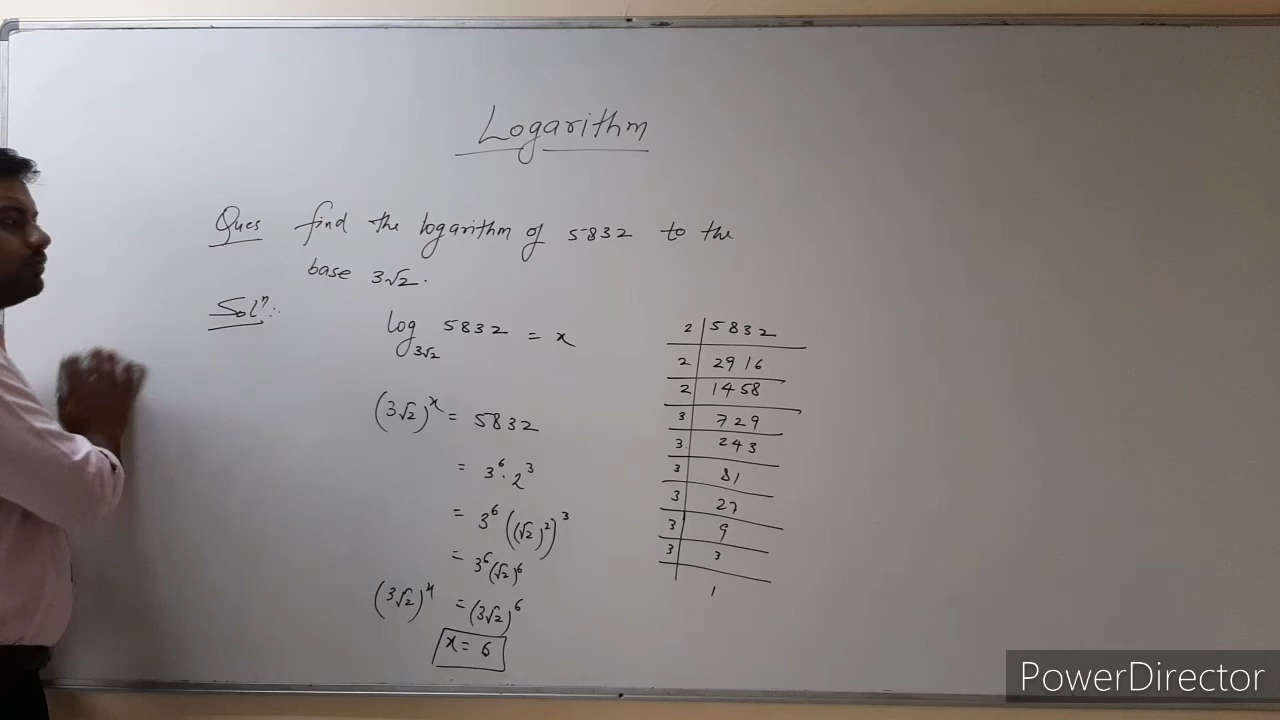 Logarithm
Ques find the logarithm of 5832 to the
base 3√2.
Solⁿ:
log₃√₂ 5832 = x
(3√2)ˣ = 5832
= 3⁶·2³
= 3⁶((√2)²)³
= 3⁶(√2)⁶
(3√2)ˣ = (3√2)⁶
x = 6
2 | 5832
2 | 2916
2 | 1458
3 | 729
3 | 243
3 | 81
3 | 27
3 | 9
3 | 3
1
PowerDirector